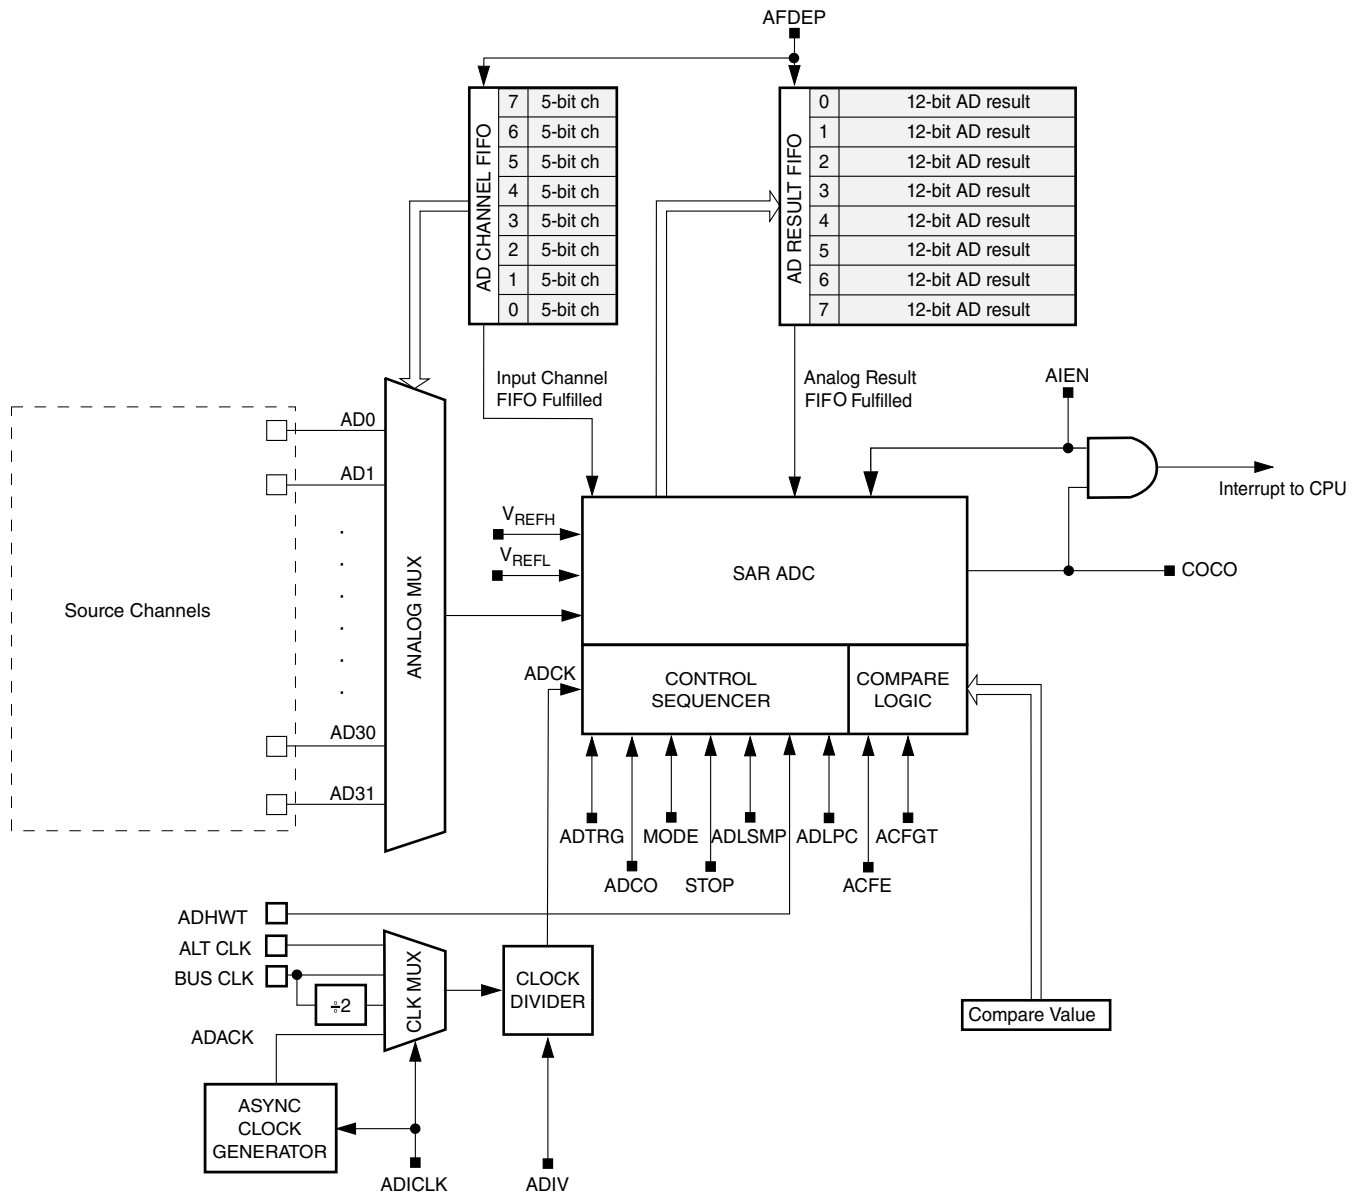 AFDEP
AD CHANNEL FIFO
7 5-bit ch
6 5-bit ch
5 5-bit ch
4 5-bit ch
3 5-bit ch
2 5-bit ch
1 5-bit ch
0 5-bit ch
AD RESULT FIFO
0 12-bit AD result
1 12-bit AD result
2 12-bit AD result
3 12-bit AD result
4 12-bit AD result
5 12-bit AD result
6 12-bit AD result
7 12-bit AD result
Input Channel
FIFO Fulfilled
Analog Result
FIFO Fulfilled
AIEN
Interrupt to CPU
COCO
Source Channels
AD0
AD1
AD30
AD31
ANALOG MUX
VREFH
VREFL
SAR ADC
ADCK
CONTROL
SEQUENCER
COMPARE
LOGIC
ADTRG
MODE
ADLSMP
ADLPC
ACFGT
ADCO
STOP
ACFE
ADHWT
ALT CLK
BUS CLK
÷2
ADACK
CLK MUX
CLOCK
DIVIDER
Compare Value
ASYNC
CLOCK
GENERATOR
ADICLK
ADIV